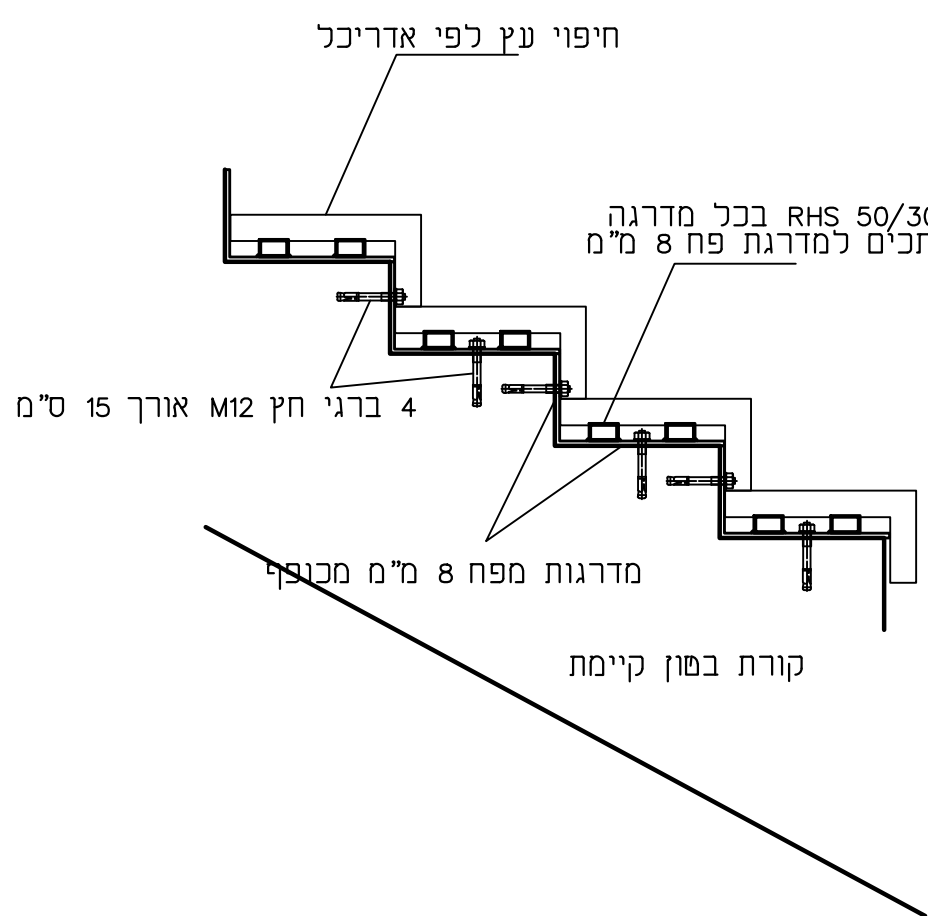 חיפוי עץ לפי אדריכל
RHS 50/30 בכל מדרגה
למדרגת פח 8 מ"מ
4 ברגי חץ M12 אורך 15 ס"מ
מדרגות מפח 8 מ"מ מכופף
קורת בטון קיימת